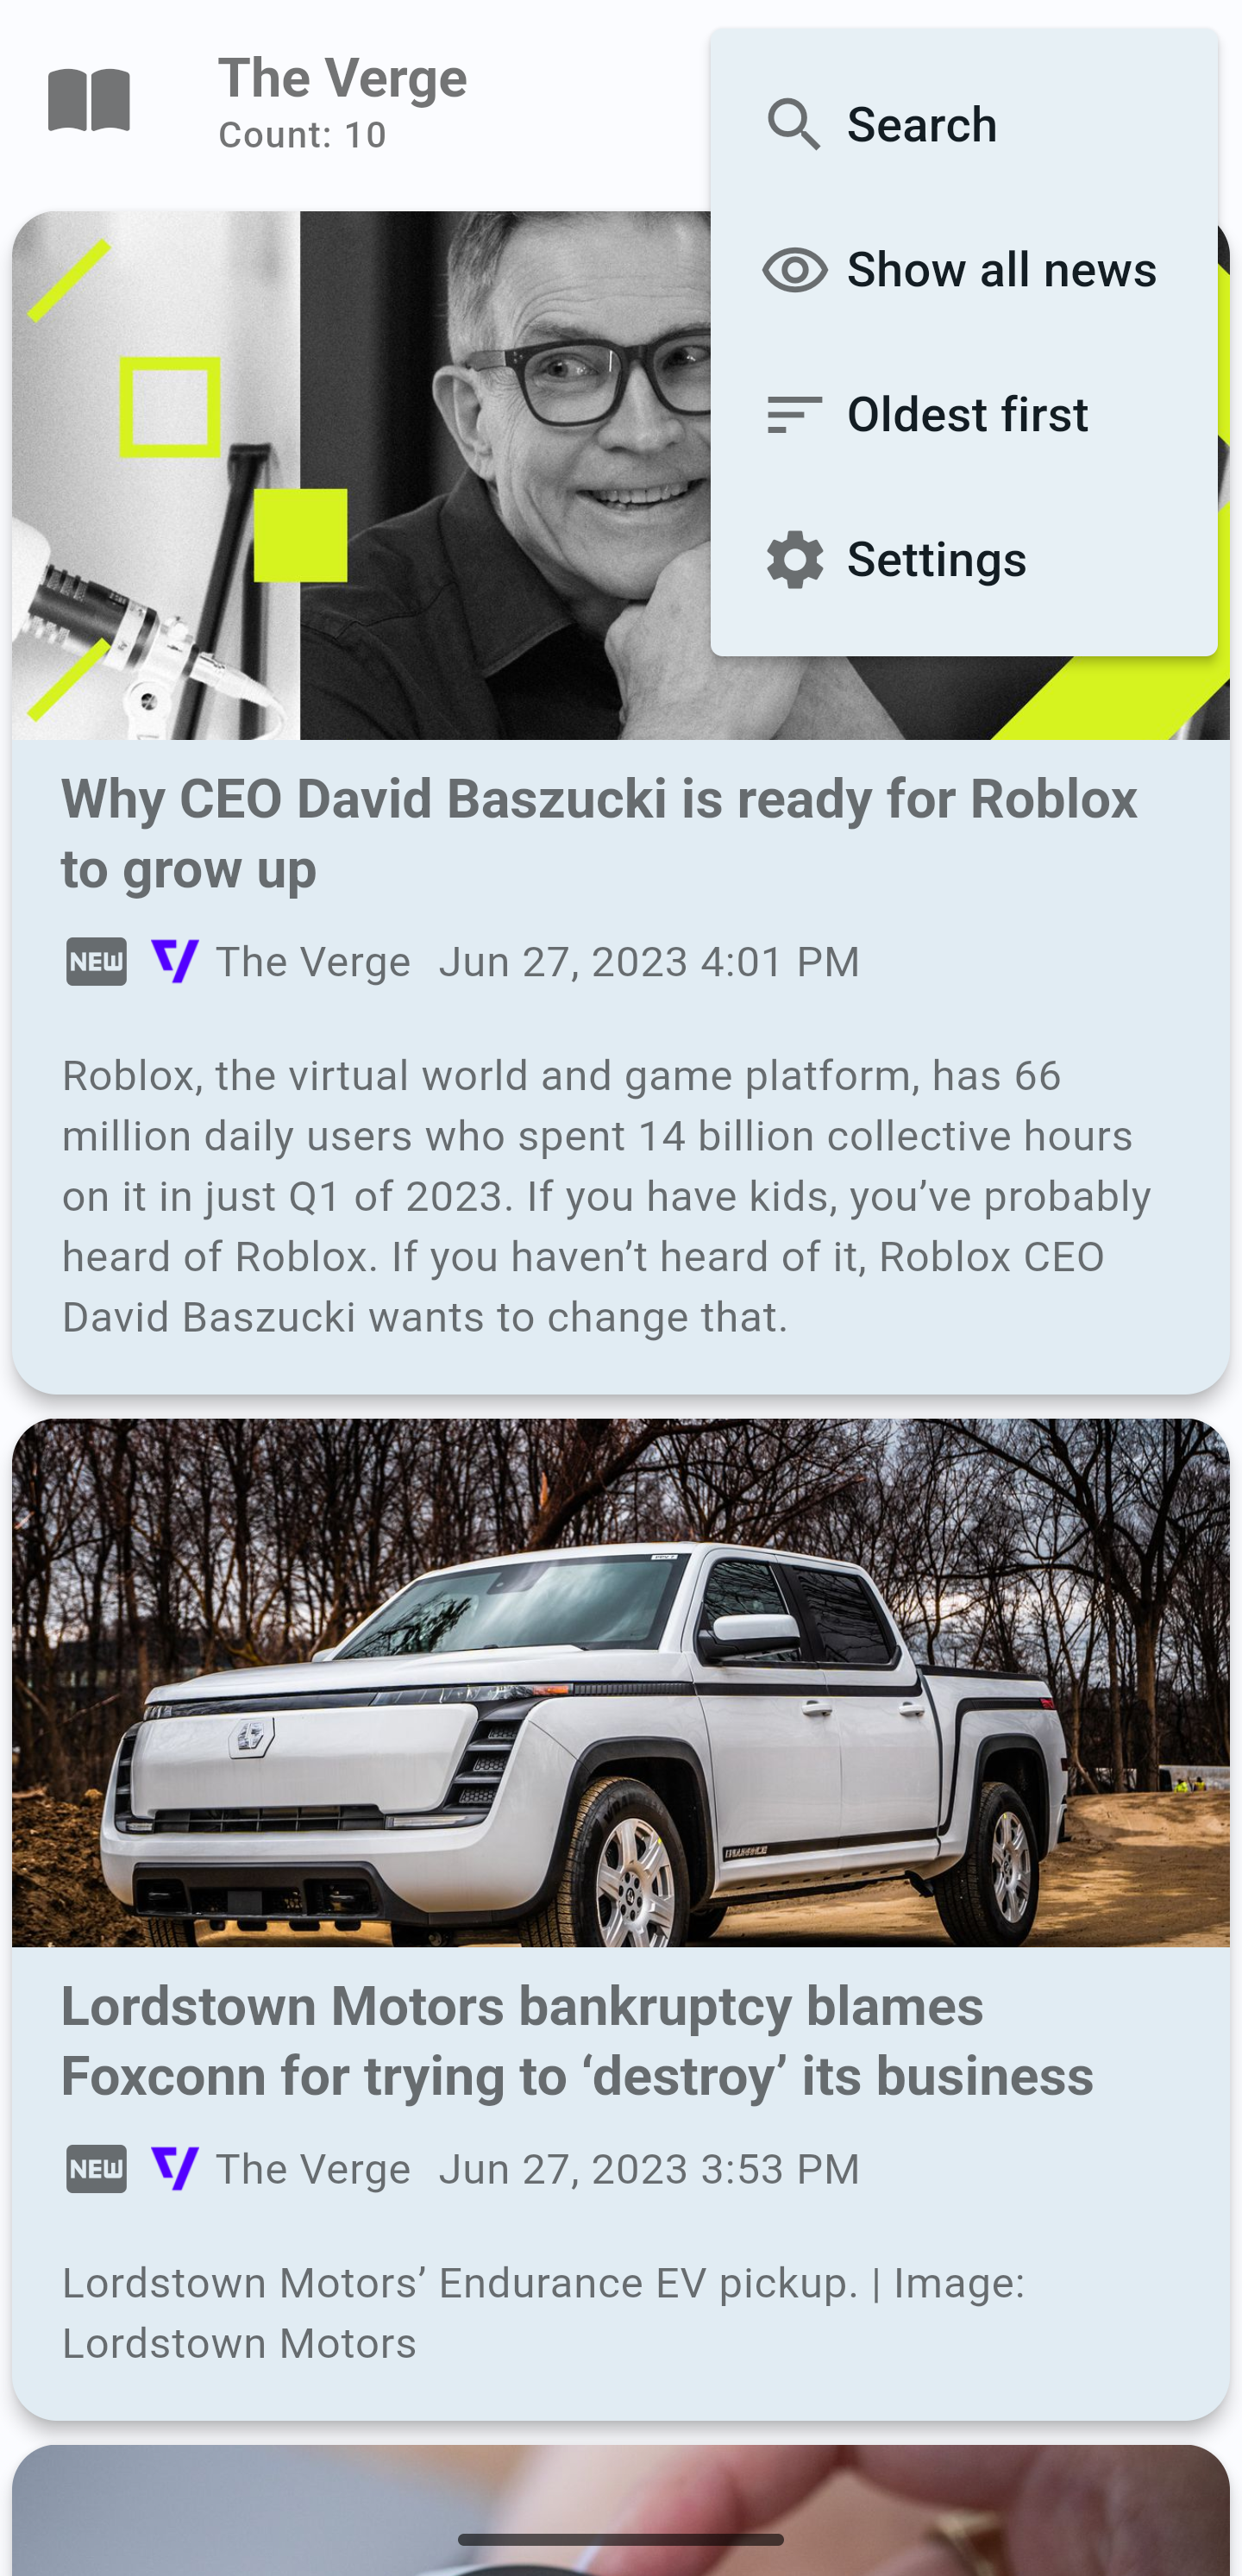 The Verge
Count: 10
Search
Show all news
Oldest first
Settings
Why CEO David Baszucki is ready for Roblox
to grow up
NEW The Verge Jun 27, 2023 4:01 PM
Roblox, the virtual world and game platform, has 66
million daily users who spent 14 billion collective hours
on it in just Q1 of 2023. If you have kids, you’ve probably
heard of Roblox. If you haven’t heard of it, Roblox CEO
David Baszucki wants to change that.
Lordstown Motors bankruptcy blames
Foxconn for trying to ‘destroy’ its business
NEW The Verge Jun 27, 2023 3:53 PM
Lordstown Motors’ Endurance EV pickup. | Image:
Lordstown Motors